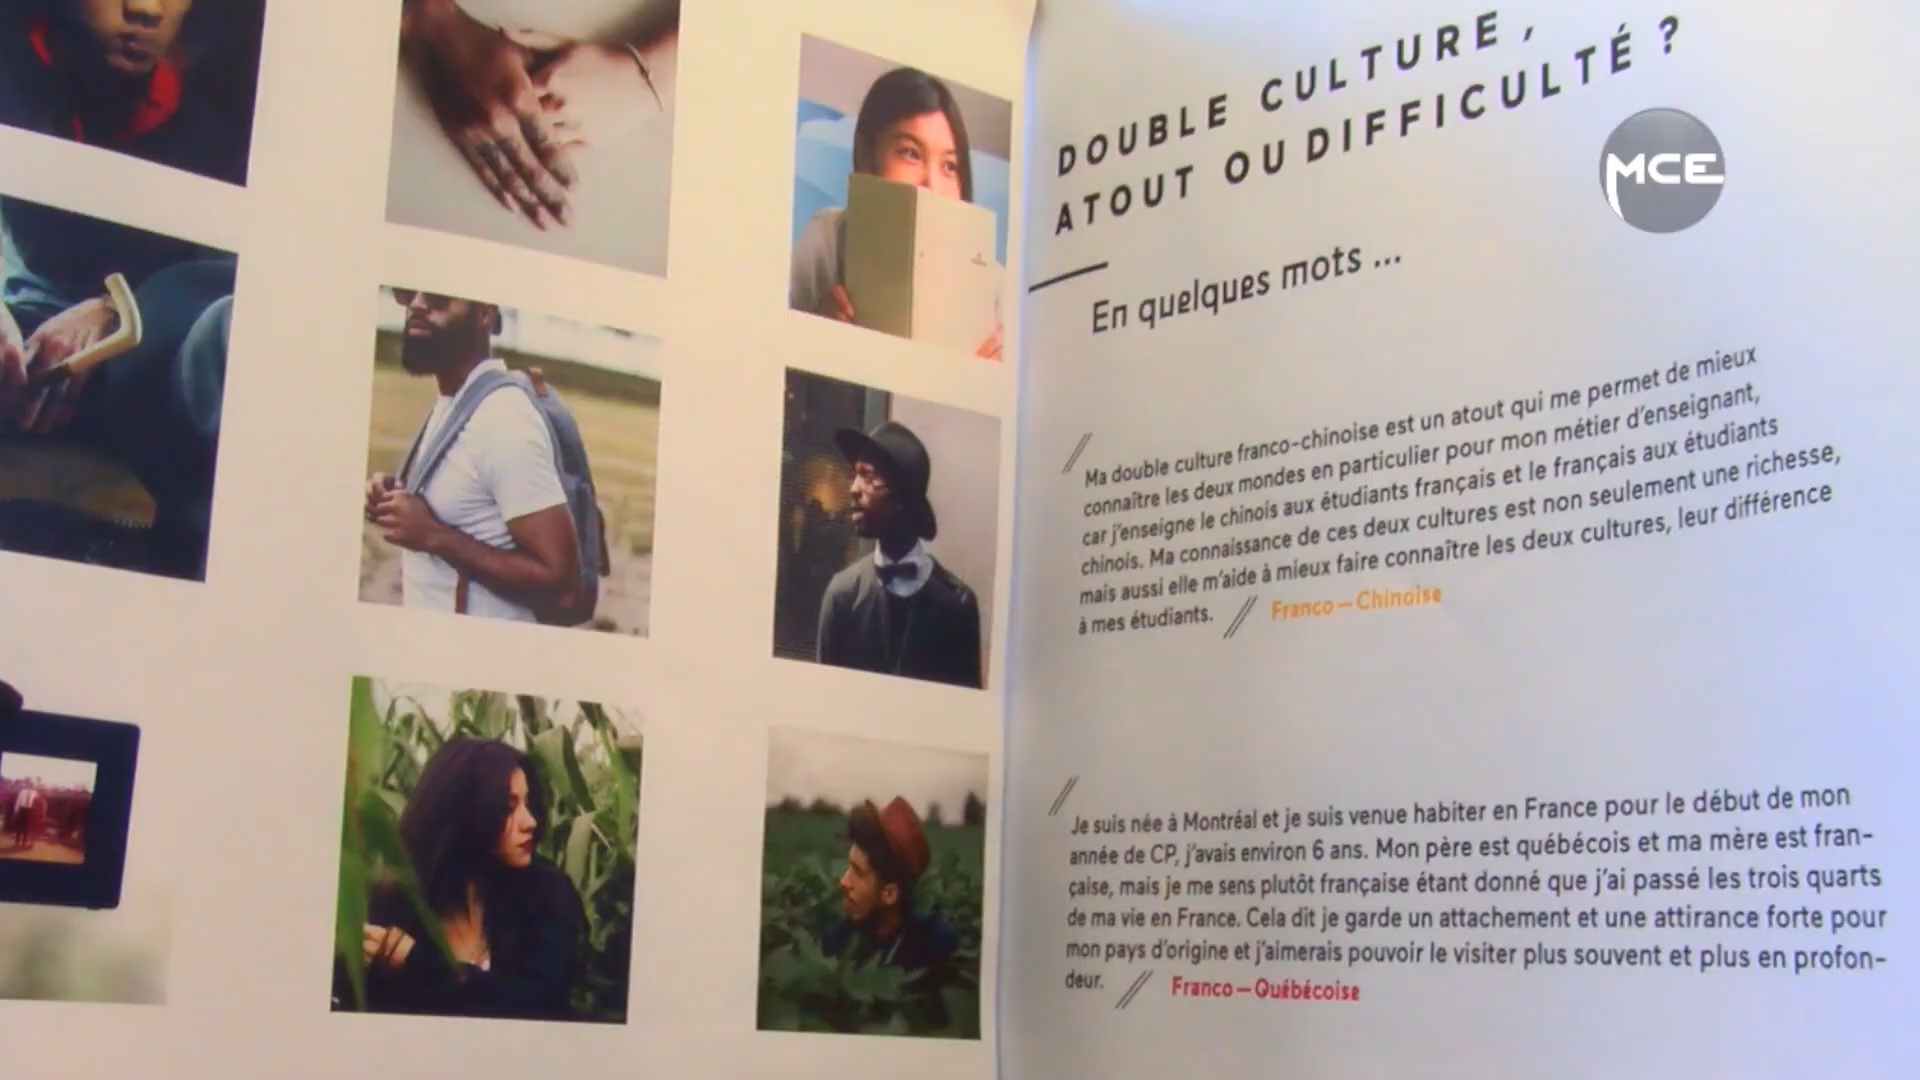 DOUBLE CULTURE,
ATOUT OU DIFFICULTÉ ?
MCE
En quelques mots ...
// Ma double culture franco-chinoise est un atout qui me permet de mieux
connaître les deux mondes en particulier pour mon métier d'enseignant,
car j'enseigne le chinois aux étudiants français et le français aux étudiants
chinois. Ma connaissance de ces deux cultures est non seulement une richesse,
mais aussi elle m'aide à mieux faire connaître les deux cultures, leur différence
à mes étudiants. // Franco—Chinoise
// Je suis née à Montréal et je suis venue habiter en France pour le début de mon
année de CP, j'avais environ 6 ans. Mon père est québécois et ma mère est fran-
çaise, mais je me sens plutôt française étant donné que j'ai passé les trois quarts
de ma vie en France. Cela dit je garde un attachement et une attirance forte pour
mon pays d'origine et j'aimerais pouvoir le visiter plus souvent et plus en profon-
deur. // Franco—Québécoise